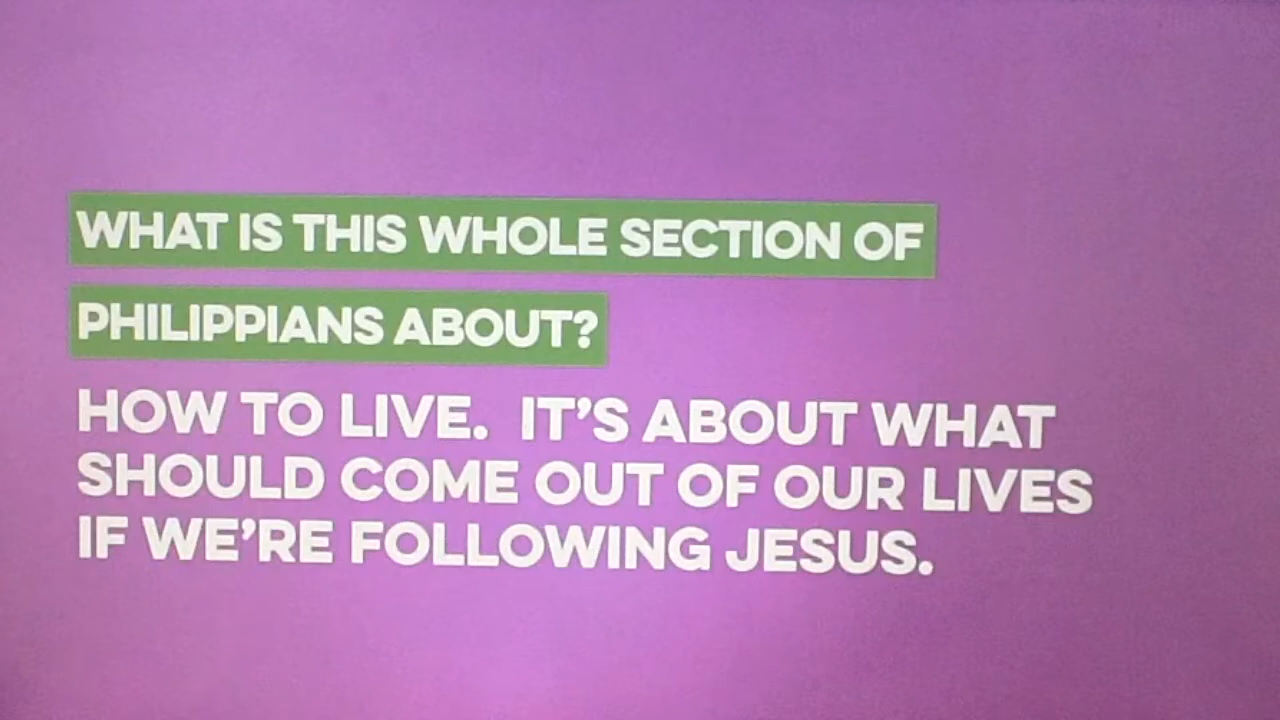 WHAT IS THIS WHOLE SECTION OF
PHILIPPIANS ABOUT?
HOW TO LIVE.  IT’S ABOUT WHAT
SHOULD COME OUT OF OUR LIVES
IF WE’RE FOLLOWING JESUS.